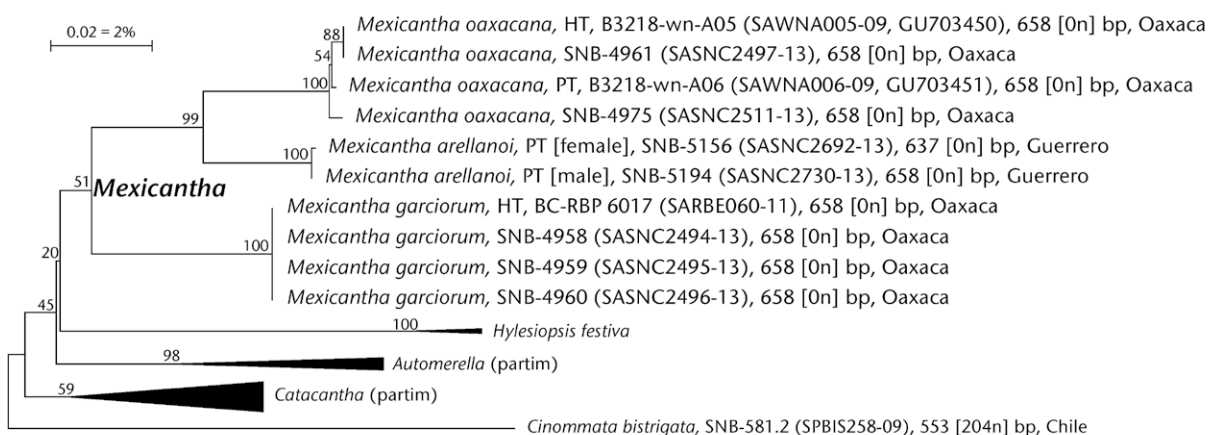 0.02 = 2%
88 Mexicantha oaxacana, HT, B3218-wn-A05 (SAWNA005-09, GU703450), 658 [0n] bp, Oaxaca
54 Mexicantha oaxacana, SNB-4961 (SASNC2497-13), 658 [0n] bp, Oaxaca
100 Mexicantha oaxacana, PT, B3218-wn-A06 (SAWNA006-09, GU703451), 658 [0n] bp, Oaxaca
99 Mexicantha oaxacana, SNB-4975 (SASNC2511-13), 658 [0n] bp, Oaxaca
100 Mexicantha arellanoi, PT [female], SNB-5156 (SASNC2692-13), 637 [0n] bp, Guerrero
Mexicantha arellanoi, PT [male], SNB-5194 (SASNC2730-13), 658 [0n] bp, Guerrero
51 Mexicantha
Mexicantha garciorum, HT, BC-RBP 6017 (SARBE060-11), 658 [0n] bp, Oaxaca
Mexicantha garciorum, SNB-4958 (SASNC2494-13), 658 [0n] bp, Oaxaca
20 100 Mexicantha garciorum, SNB-4959 (SASNC2495-13), 658 [0n] bp, Oaxaca
Mexicantha garciorum, SNB-4960 (SASNC2496-13), 658 [0n] bp, Oaxaca
45
100 Hylesiopsis festiva
98 Automerella (partim)
59 Catacantha (partim)
Cinommata bistrigata, SNB-581.2 (SPBIS258-09), 553 [204n] bp, Chile